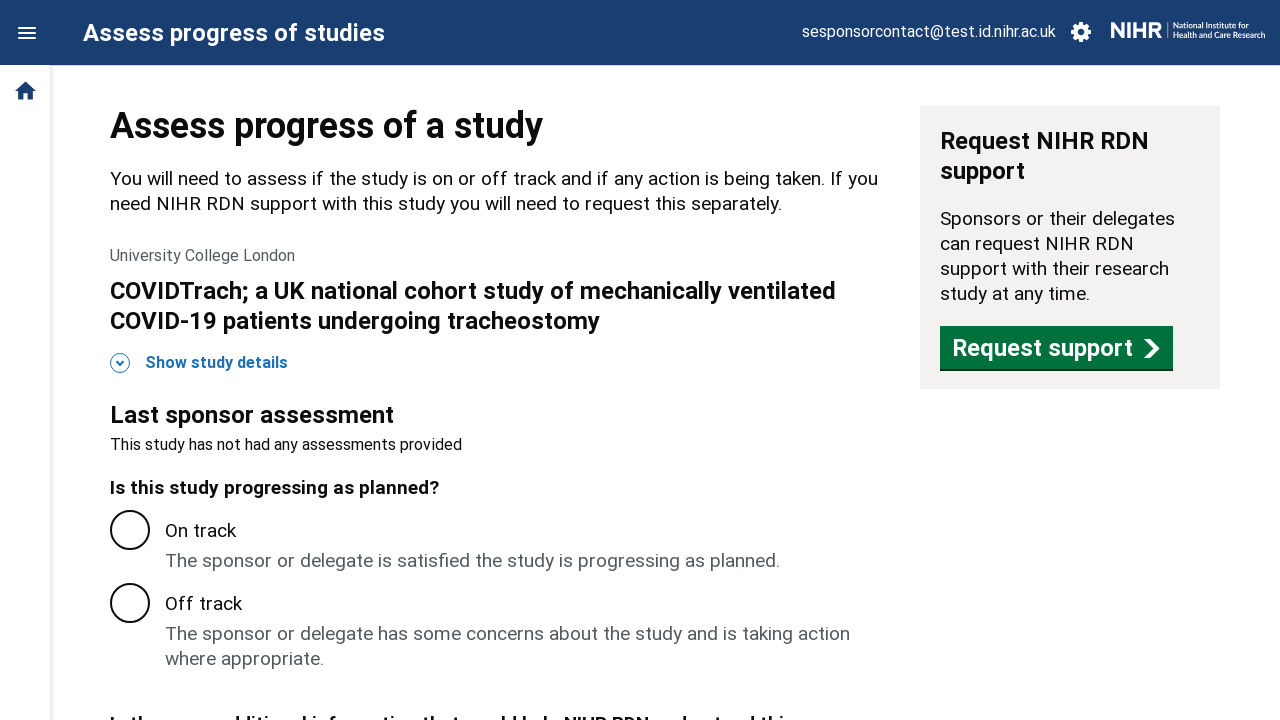 Assess progress of studies
sesponsorcontact@test.id.nihr.ac.uk
NIHR | National Institute for
Health and Care Research
Assess progress of a study
You will need to assess if the study is on or off track and if any action is being taken. If you
need NIHR RDN support with this study you will need to request this separately.
University College London
COVIDTrach; a UK national cohort study of mechanically ventilated
COVID-19 patients undergoing tracheostomy
Show study details
Last sponsor assessment
This study has not had any assessments provided
Is this study progressing as planned?
On track
The sponsor or delegate is satisfied the study is progressing as planned.
Off track
The sponsor or delegate has some concerns about the study and is taking action
where appropriate.
Request NIHR RDN
support
Sponsors or their delegates
can request NIHR RDN
support with their research
study at any time.
Request support